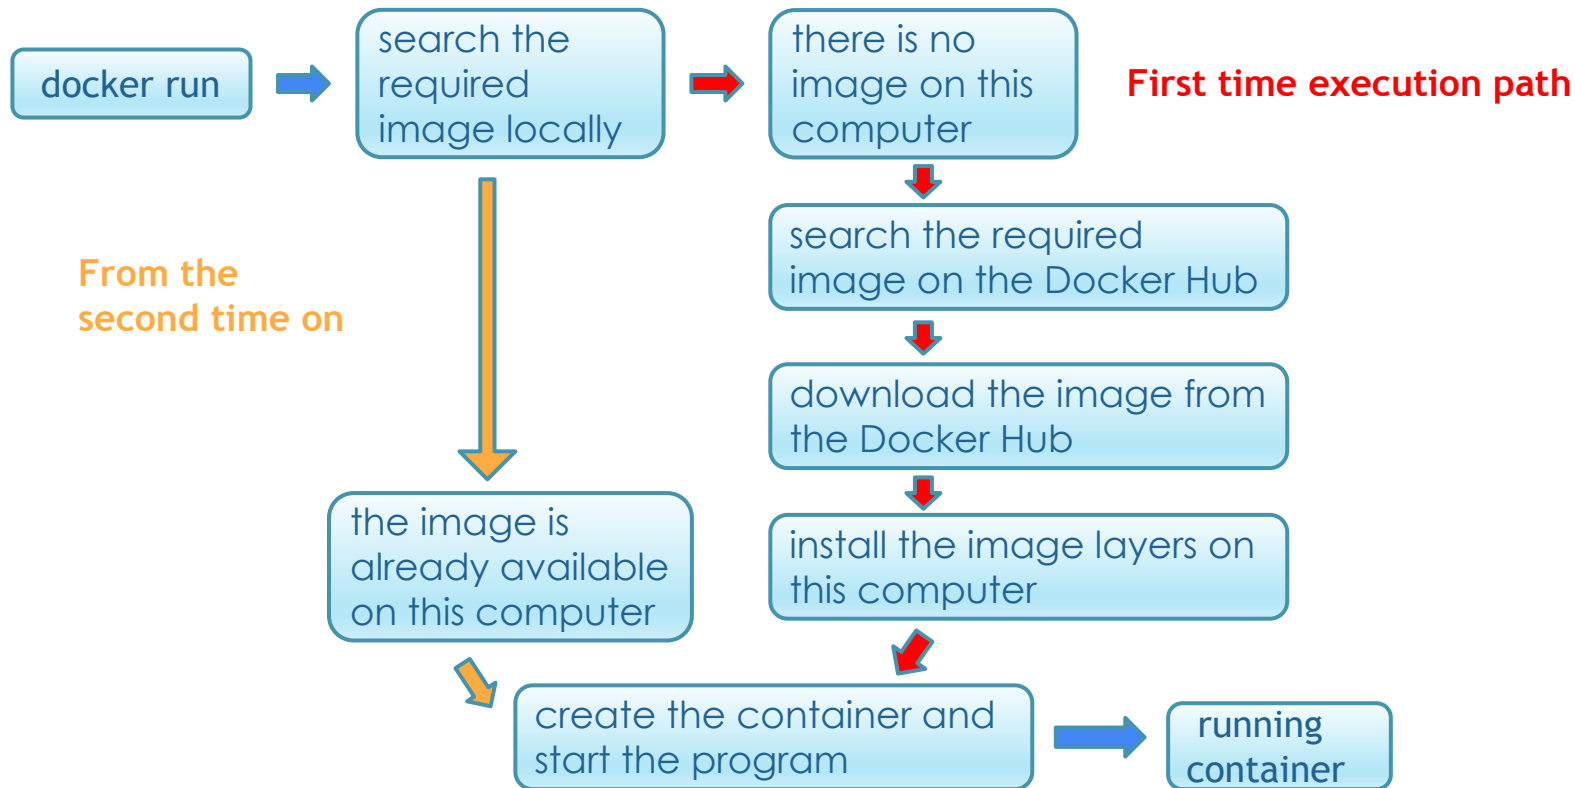 docker run
search the
required
image locally
there is no
image on this
computer
First time execution path
search the required
image on the Docker Hub
From the
second time on
download the image from
the Docker Hub
the image is
already available
on this computer
install the image layers on
this computer
create the container and
start the program
running
container